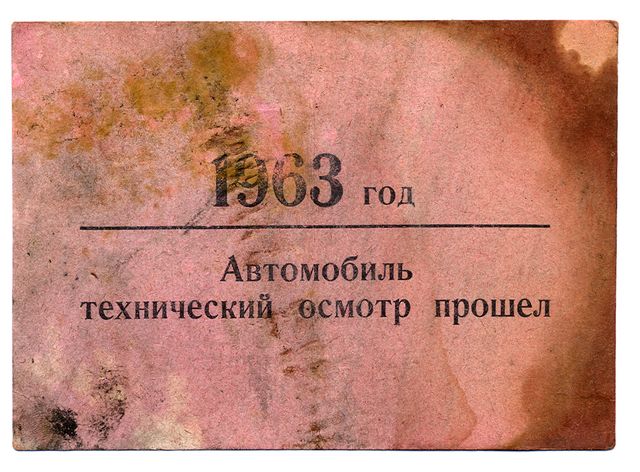 1963 год
Автомобиль
технический осмотр прошел